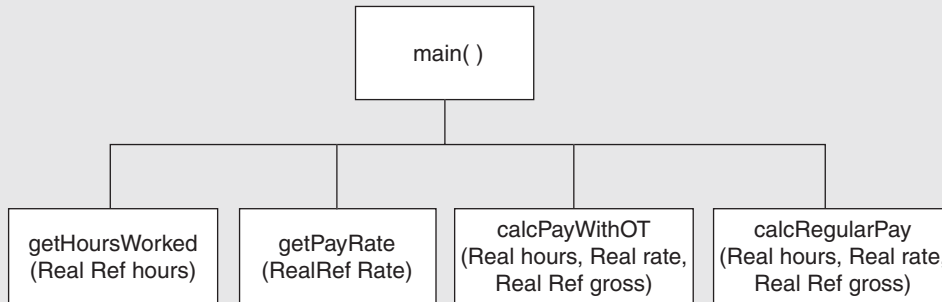 main( )
getHoursWorked
(Real Ref hours)
getPayRate
(RealRef Rate)
calcPayWithOT
(Real hours, Real rate,
Real Ref gross)
calcRegularPay
(Real hours, Real rate,
Real Ref gross)